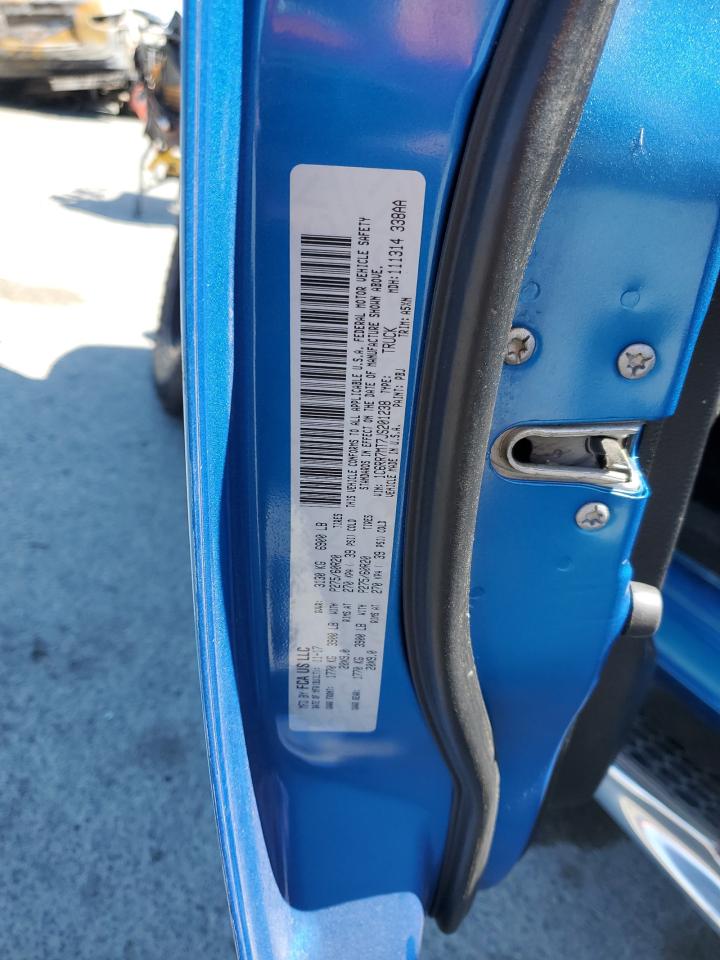 MFD BY FCA US LLC
DATE OF MFR (MULT): 11-17 GVWR: 3130 KG 6900 LB
GAWR FRONT: 1770 KG 3900 LB WITH P275/60R20 TIRES
20X9.0 RIMS AT 270 KPA ( 39 PSI) COLD
GAWR REAR: 1770 KG 3900 LB WITH P275/60R20 TIRES
20X9.0 RIMS AT 270 KPA ( 39 PSI) COLD
THIS VEHICLE CONFORMS TO ALL APPLICABLE U.S.A. FEDERAL MOTOR VEHICLE SAFETY
STANDARDS IN EFFECT ON THE DATE OF MANUFACTURE SHOWN ABOVE.
VIN: 1C6RR7MT7JS201238 TYPE: TRUCK MDH: 111314 338AA
VEHICLE MADE IN U.S.A. PAINT: PBJ TRIM: A5XN